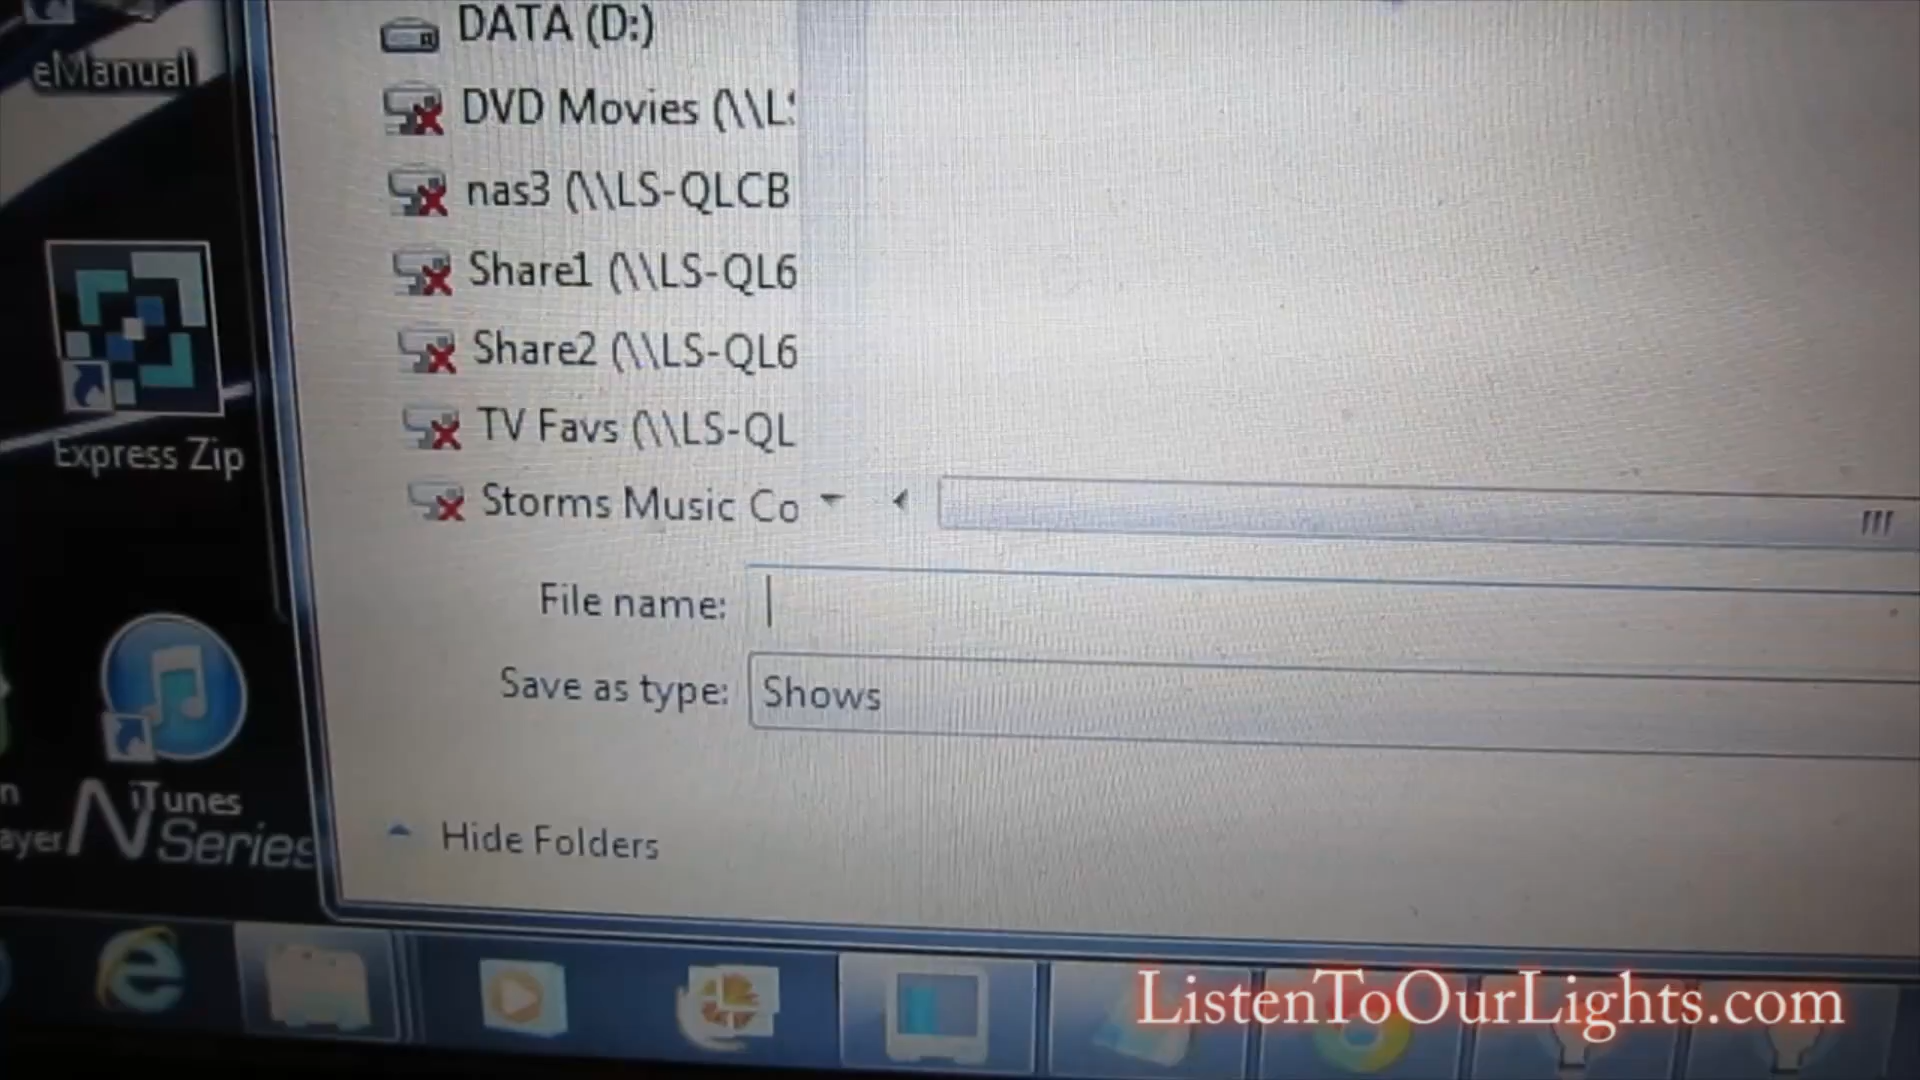 DATA (D:)
eManual
DVD Movies (\\L
nas3 (\\LS-QLCB
Share1 (\\LS-QL6
Share2 (\\LS-QL6
TV Favs (\\LS-QL
Express Zip
Storms Music Co
File name:
Save as type: Shows
iTunes
N Series
ayer
Hide Folders
ListenToOurLights.com